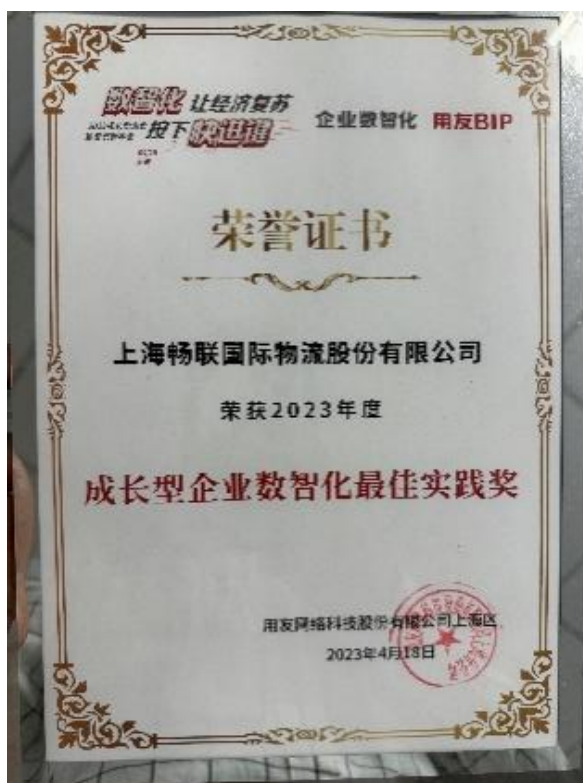 数智化 让经济复苏
按下 快进键
企业数智化 用友BIP
荣誉证书
上海畅联国际物流股份有限公司
荣获2023年度
成长型企业数智化最佳实践奖
用友网络科技股份有限公司上海区
2023年4月18日